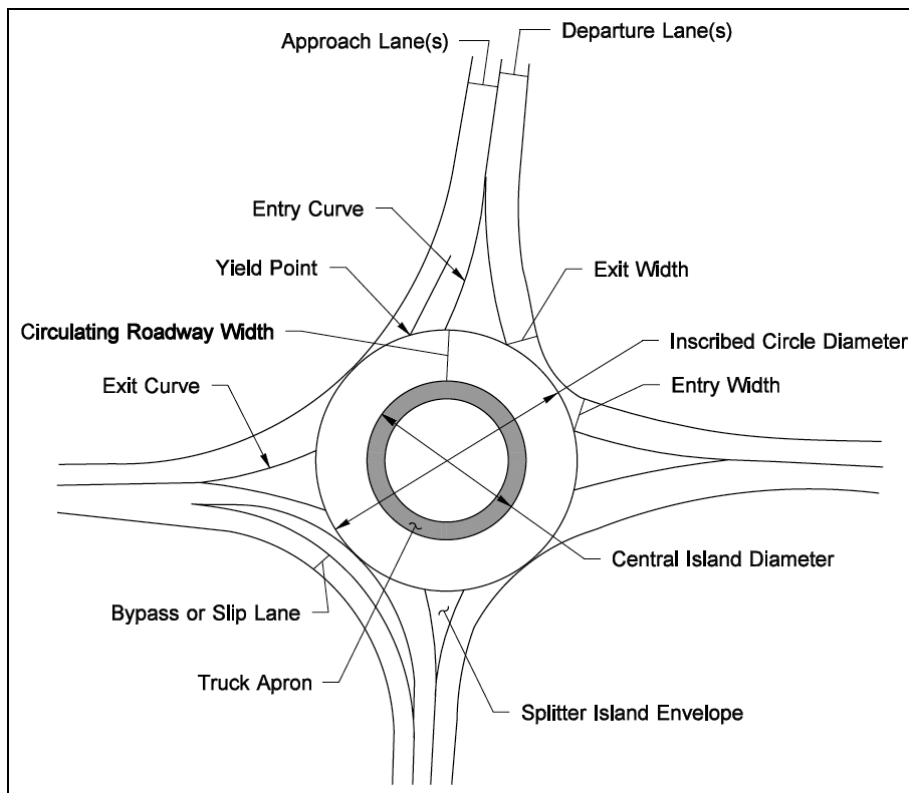 Departure Lane(s)
Approach Lane(s)
Entry Curve
Yield Point
Exit Width
Circulating Roadway Width
Inscribed Circle Diameter
Exit Curve
Entry Width
Central Island Diameter
Bypass or Slip Lane
Truck Apron
Splitter Island Envelope